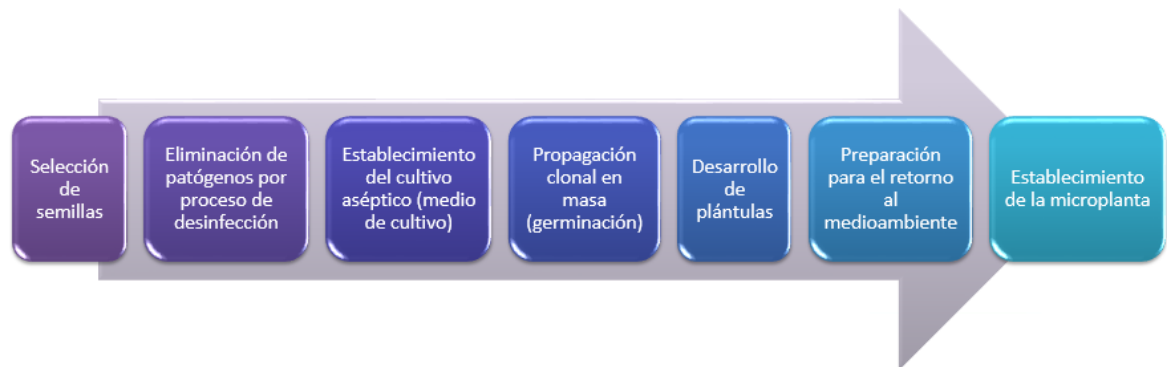 Selección
de
semillas
Eliminación de
patógenos por
proceso de
desinfección
Establecimiento
del cultivo
aséptico (medio
de cultivo)
Propagación
clonal en
masa
(germinación)
Desarrollo
de
plántulas
Preparación
para el retorno
al
medioambiente
Establecimiento
de la microplanta